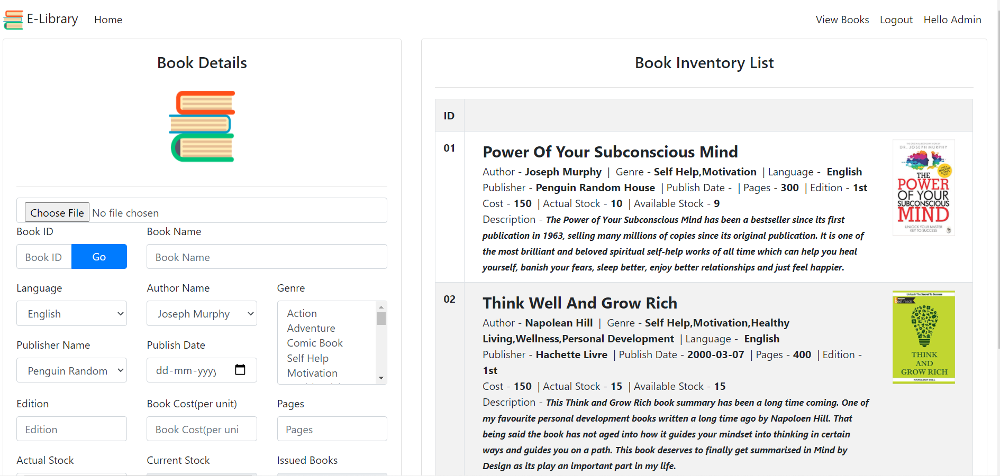 E-Library Home View Books Logout Hello Admin
Book Details
Choose File No file chosen
Book ID Book Name
Book ID Go Book Name
Language Author Name Genre
English Joseph Murphy
Action
Adventure
Comic Book
Self Help
Motivation
Publisher Name Publish Date
Penguin Random dd-mm-yyyy
Edition Book Cost(per unit) Pages
Edition Book Cost(per uni Pages
Actual Stock Current Stock Issued Books
Book Inventory List
ID
01
Power Of Your Subconscious Mind
Author - Joseph Murphy | Genre - Self Help,Motivation | Language - English
Publisher - Penguin Random House | Publish Date - | Pages - 300 | Edition - 1st
Cost - 150 | Actual Stock - 10 | Available Stock - 9
Description - The Power of Your Subconscious Mind has been a bestseller since its first
publication in 1963, selling many millions of copies since its original publication. It is one of
the most brilliant and beloved spiritual self-help works of all time which can help you heal
yourself, banish your fears, sleep better, enjoy better relationships and just feel happier.
DR. JOSEPH MURPHY
THE
POWER
OF YOUR
SUBCONSCIOUS
MIND
UNLOCK YOUR MASTER
KEY TO SUCCESS
02
Think Well And Grow Rich
Author - Napolean Hill | Genre - Self Help,Motivation,Healthy
Living,Wellness,Personal Development | Language - English
Publisher - Hachette Livre | Publish Date - 2000-03-07 | Pages - 400 | Edition -
1st
Cost - 150 | Actual Stock - 15 | Available Stock - 15
Description - This Think and Grow Rich book summary has been a long time coming. One of
my favourite personal development books written a long time ago by Napoloen Hill. That
being said the book has not aged into how it guides your mindset into thinking in certain
ways and guides you on a path. This book deserves to finally get summarised in Mind by
Design as its play an important part in my life.
Unleash The Secret To Success
best reads
THINK
AND
GROW RICH
NAPOLEON HILL